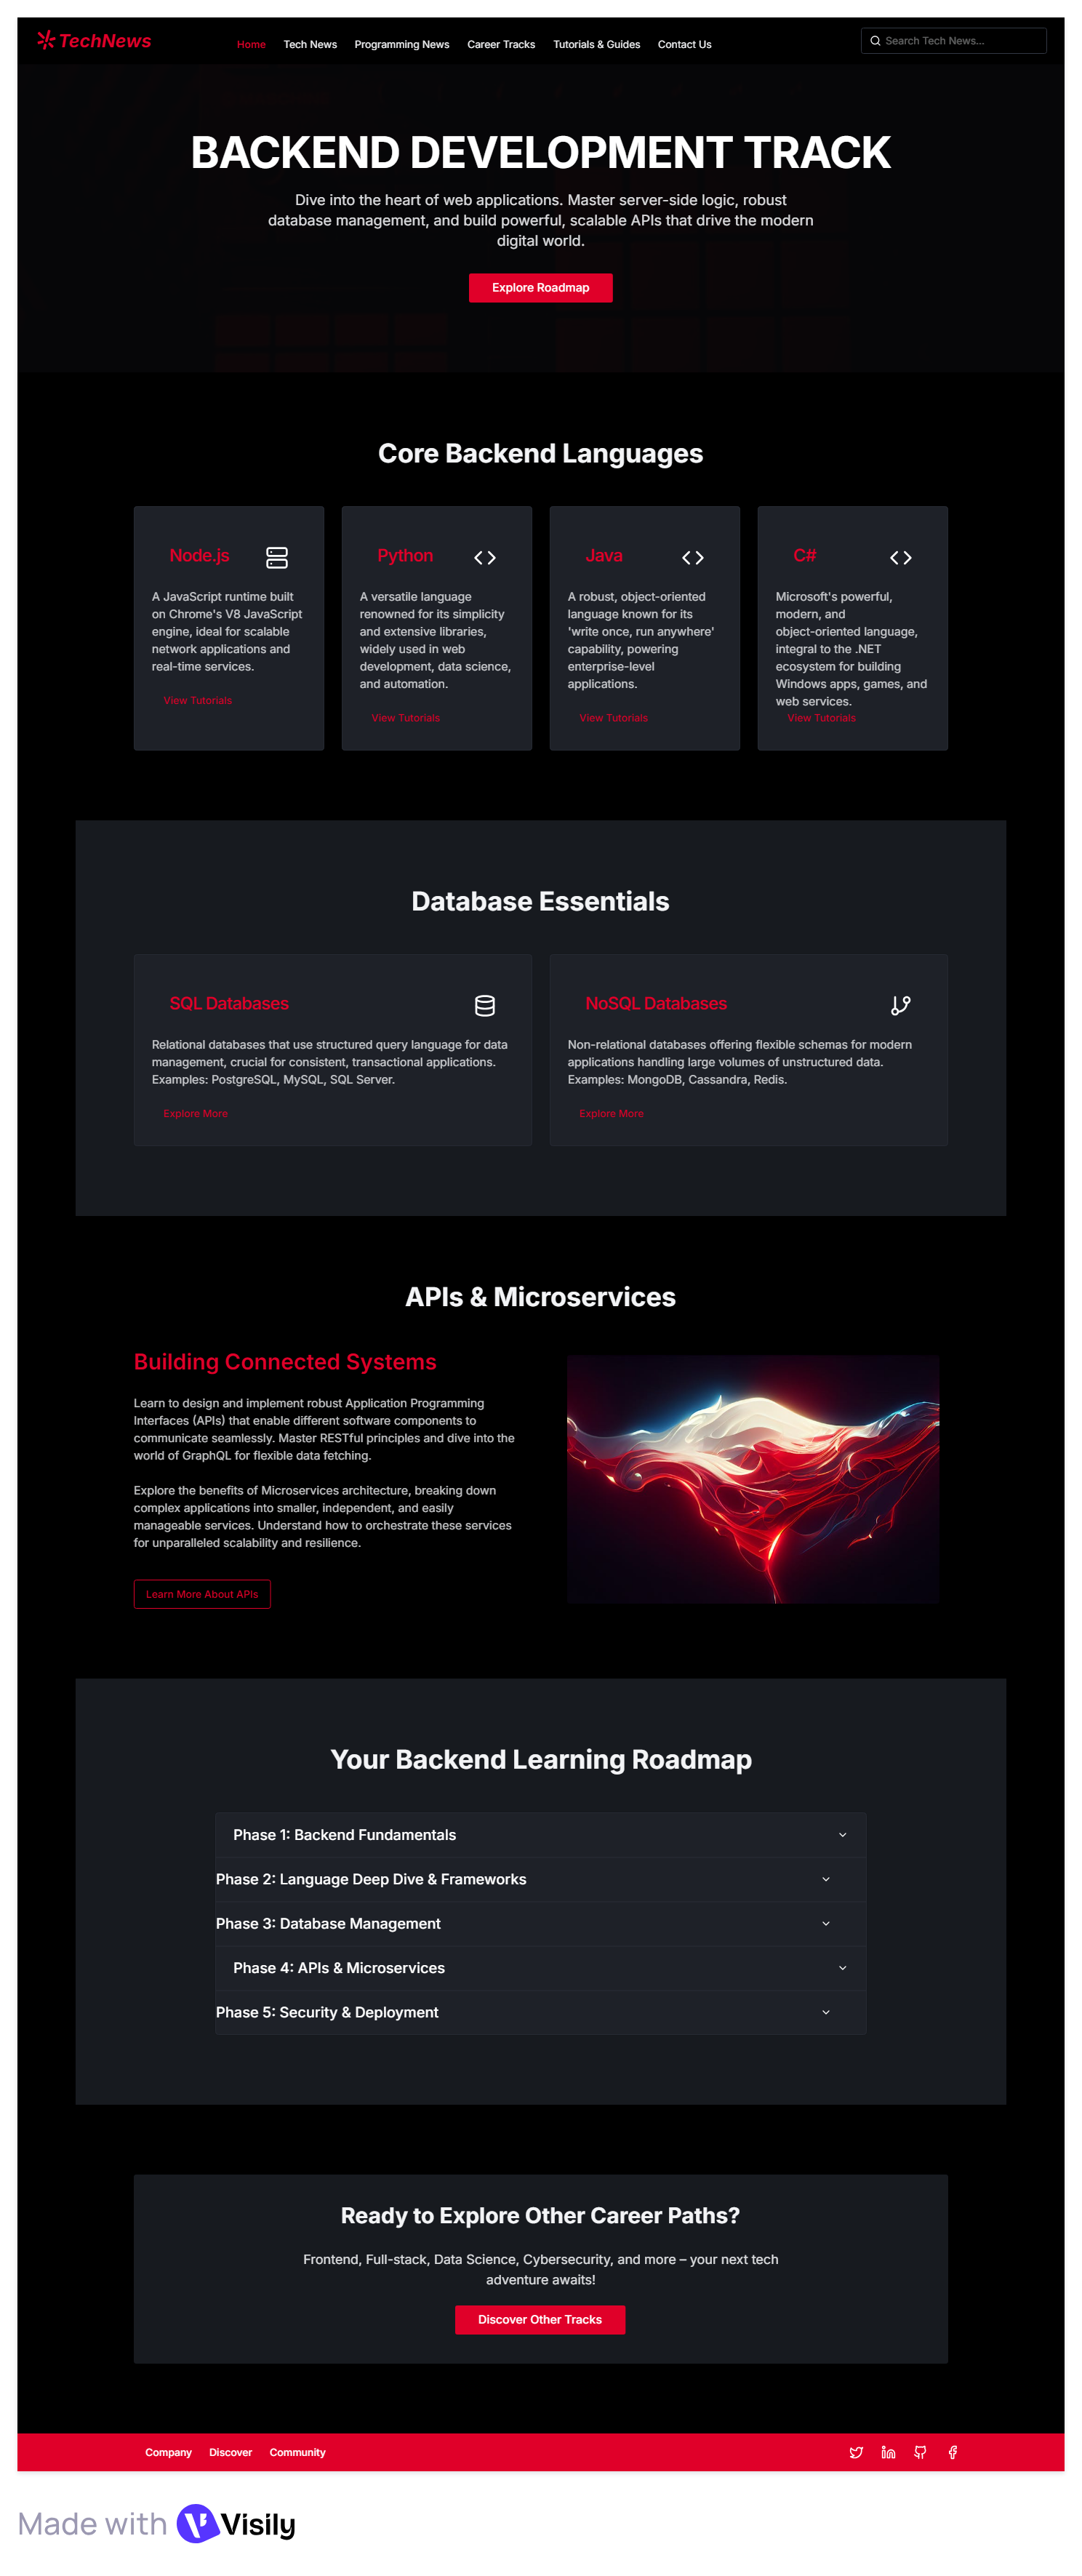 TechNews
Home Tech News Programming News Career Tracks Tutorials & Guides Contact Us
Search Tech News...
BACKEND DEVELOPMENT TRACK
Dive into the heart of web applications. Master server-side logic, robust
database management, and build powerful, scalable APIs that drive the modern
digital world.
Explore Roadmap
Core Backend Languages
Node.js
A JavaScript runtime built
on Chrome's V8 JavaScript
engine, ideal for scalable
network applications and
real-time services.
View Tutorials
Python
A versatile language
renowned for its simplicity
and extensive libraries,
widely used in web
development, data science,
and automation.
View Tutorials
Java
A robust, object-oriented
language known for its
'write once, run anywhere'
capability, powering
enterprise-level
applications.
View Tutorials
C#
Microsoft's powerful,
modern, and
object-oriented language,
integral to the .NET
ecosystem for building
Windows apps, games, and
web services.
View Tutorials
Database Essentials
SQL Databases
Relational databases that use structured query language for data
management, crucial for consistent, transactional applications.
Examples: PostgreSQL, MySQL, SQL Server.
Explore More
NoSQL Databases
Non-relational databases offering flexible schemas for modern
applications handling large volumes of unstructured data.
Examples: MongoDB, Cassandra, Redis.
Explore More
APIs & Microservices
Building Connected Systems
Learn to design and implement robust Application Programming
Interfaces (APIs) that enable different software components to
communicate seamlessly. Master RESTful principles and dive into the
world of GraphQL for flexible data fetching.
Explore the benefits of Microservices architecture, breaking down
complex applications into smaller, independent, and easily
manageable services. Understand how to orchestrate these services
for unparalleled scalability and resilience.
Learn More About APIs
Your Backend Learning Roadmap
Phase 1: Backend Fundamentals
Phase 2: Language Deep Dive & Frameworks
Phase 3: Database Management
Phase 4: APIs & Microservices
Phase 5: Security & Deployment
Ready to Explore Other Career Paths?
Frontend, Full-stack, Data Science, Cybersecurity, and more – your next tech
adventure awaits!
Discover Other Tracks
Company Discover Community
Made with Visily